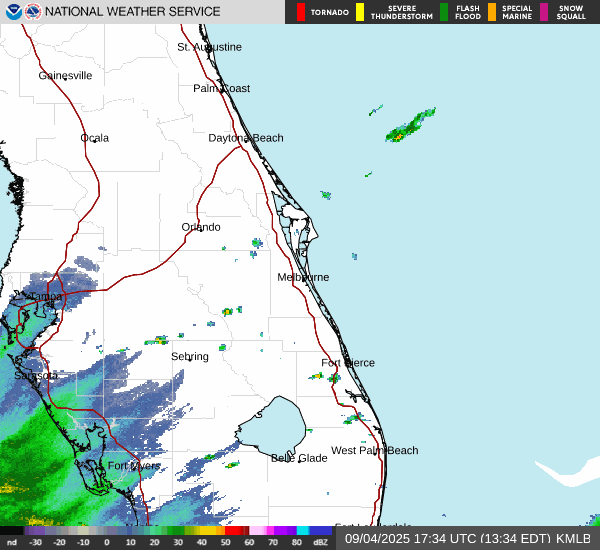 NATIONAL WEATHER SERVICE
TORNADO
SEVERE THUNDERSTORM
FLASH FLOOD
SPECIAL MARINE
SNOW SQUALL
St. Augustine
Gainesville
Palm Coast
Ocala
Daytona Beach
Orlando
Melbourne
Tampa
Sebring
Fort Pierce
Sarasota
West Palm Beach
Belle Glade
Fort Myers
nd -30 -20 -10 0 10 20 30 40 50 60 70 80 dBZ
09/04/2025 17:34 UTC (13:34 EDT) KMLB